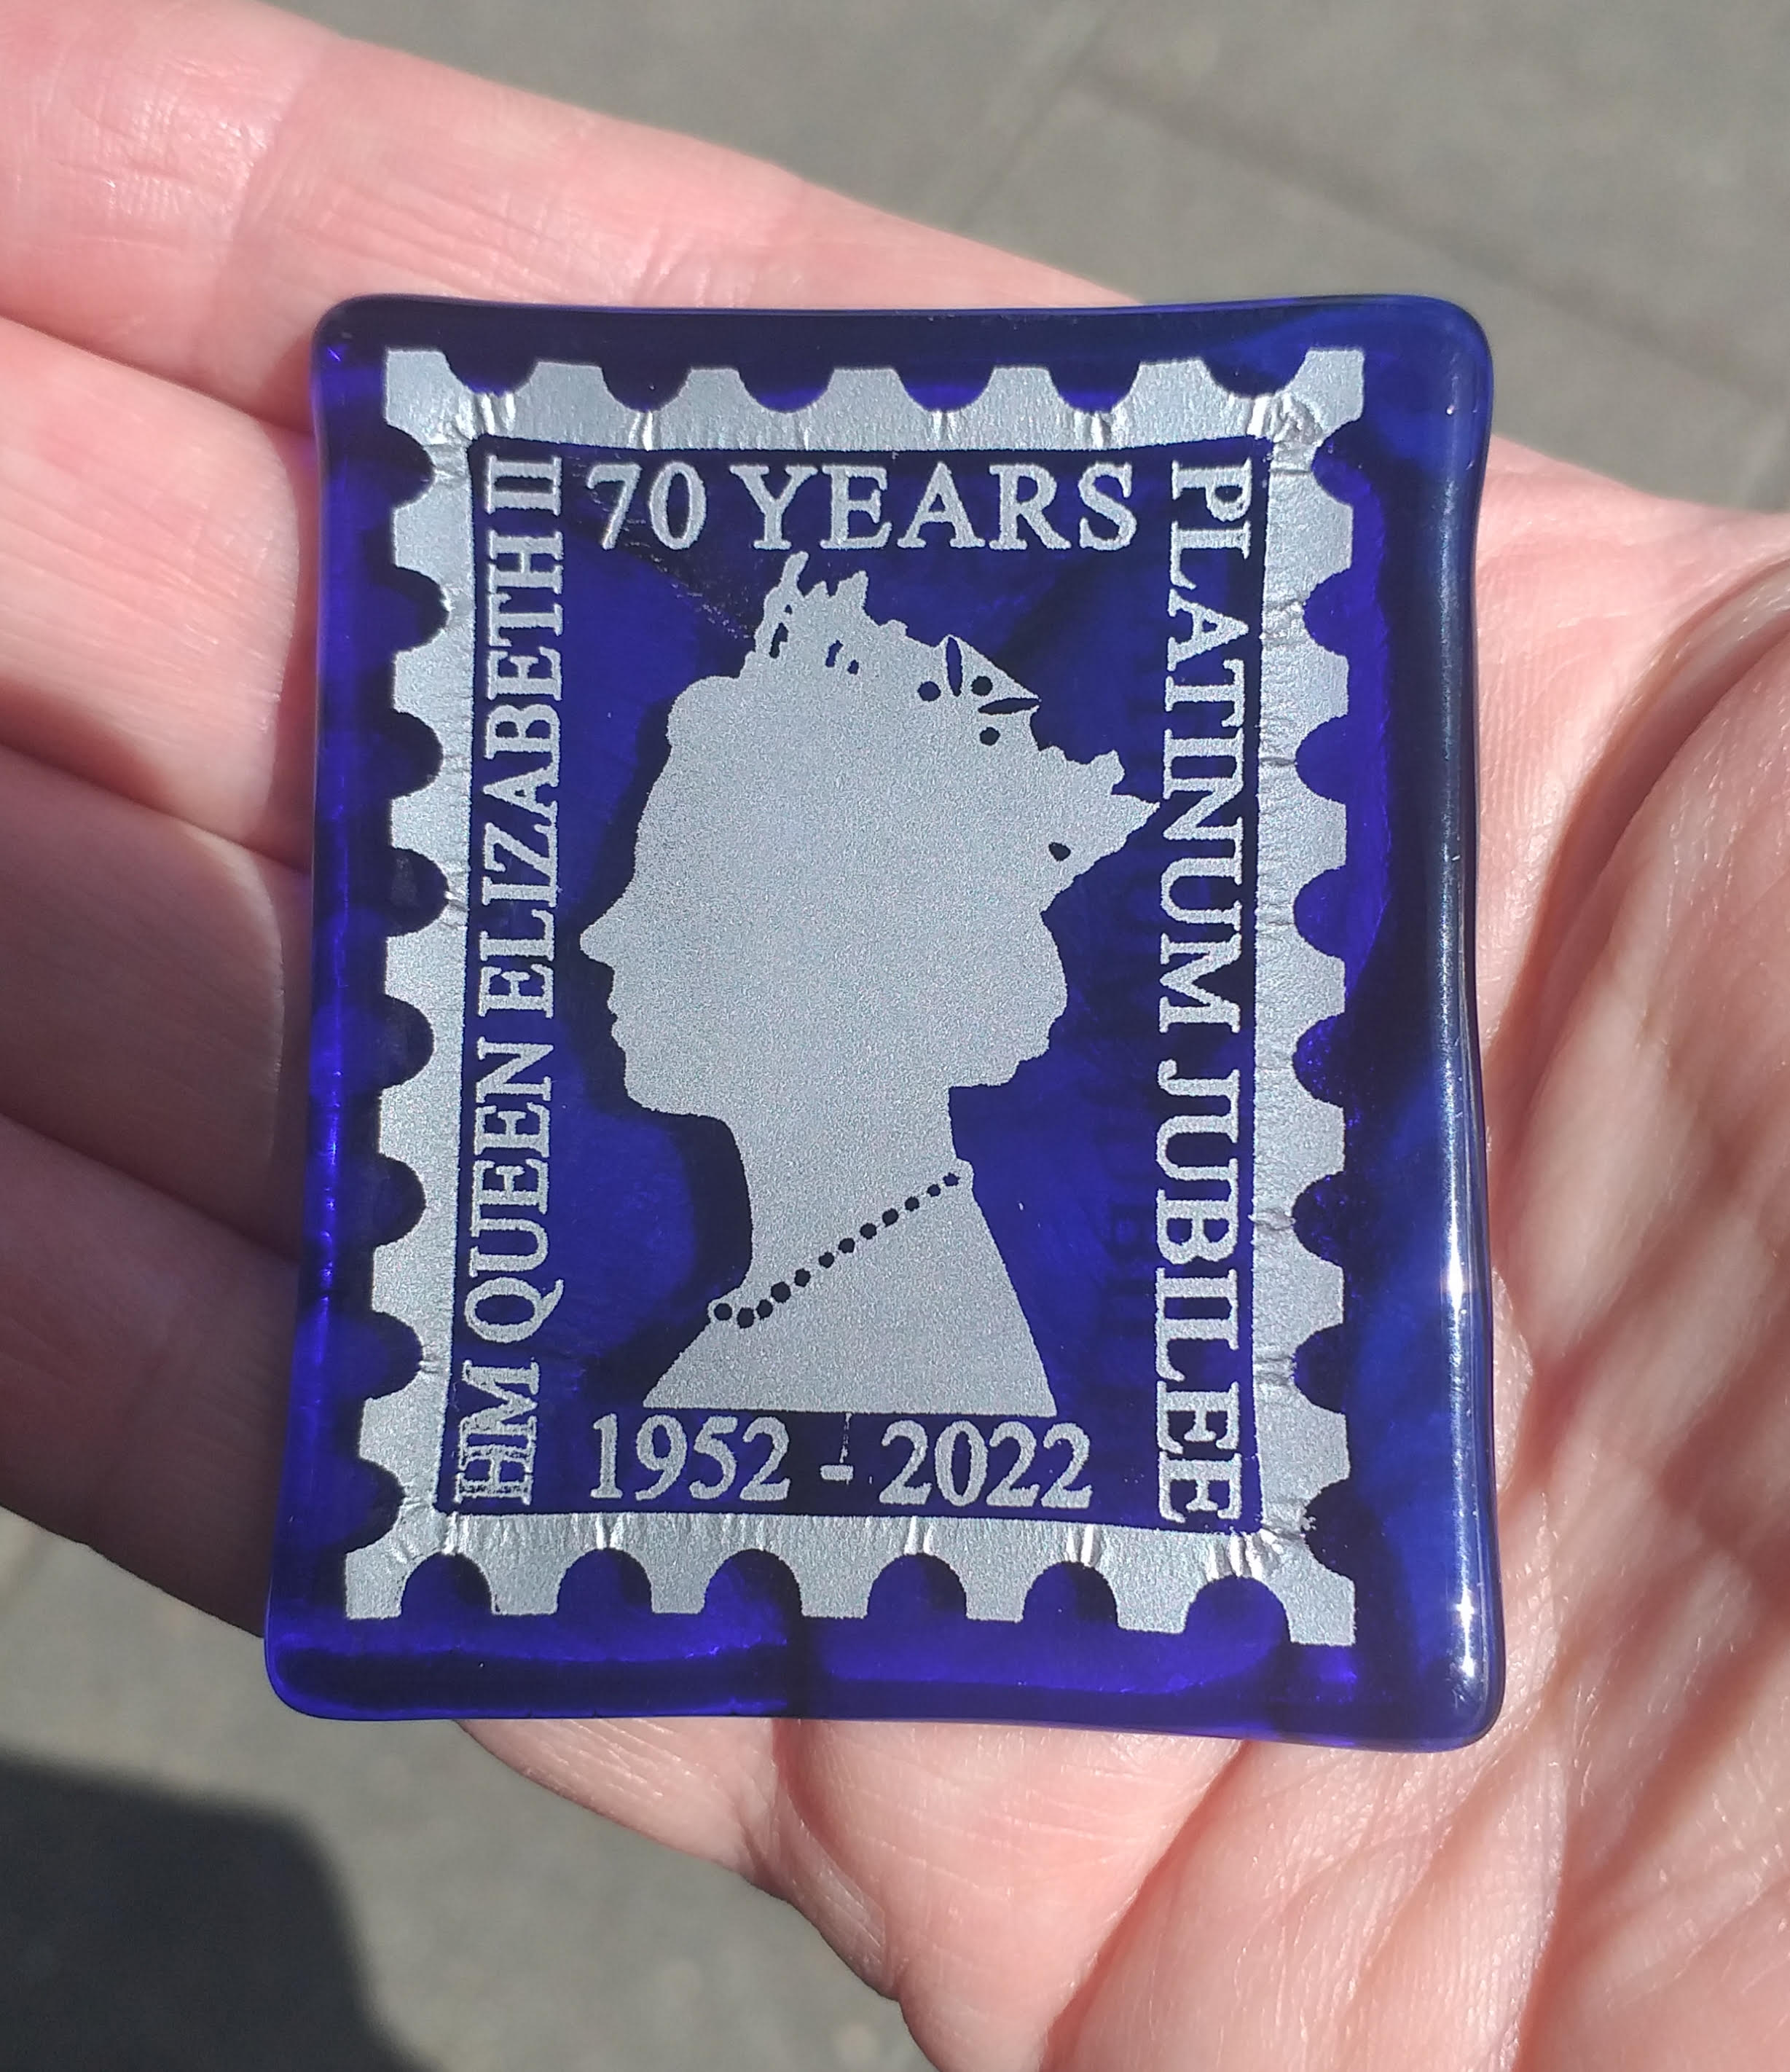 70 YEARS
HM QUEEN ELIZABETH II
PLATINUM JUBILEE
1952 - 2022